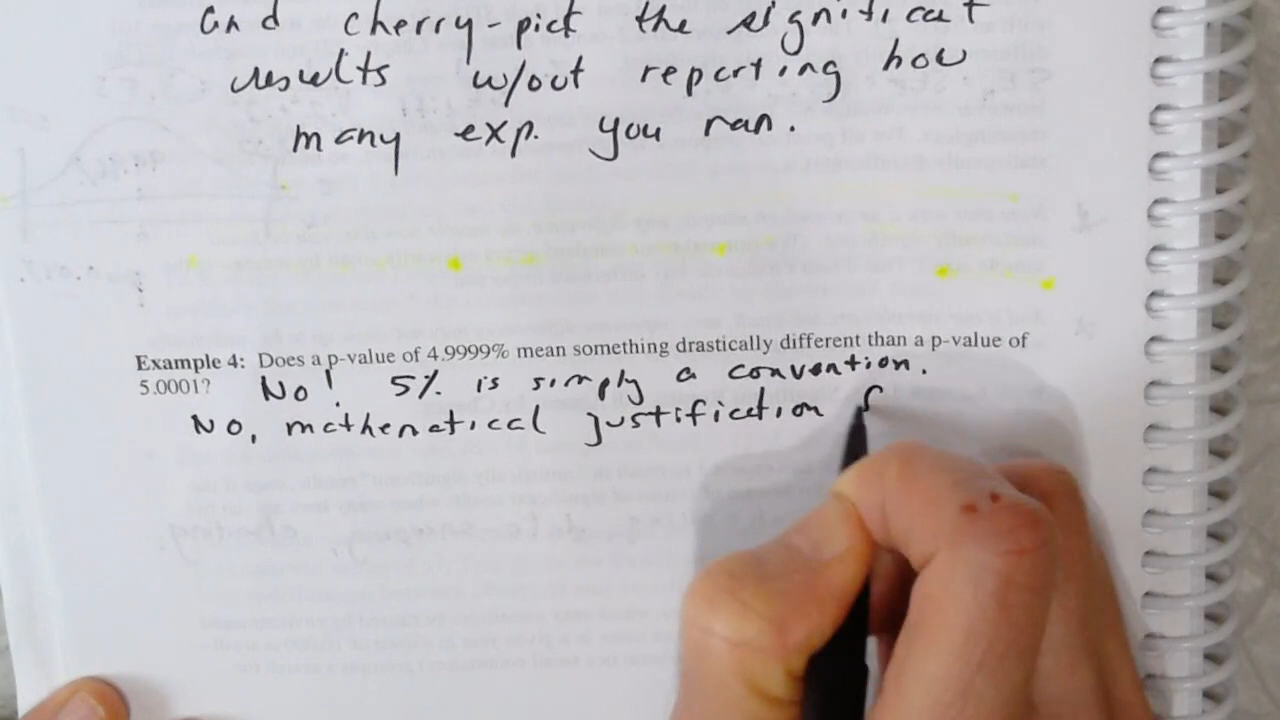 and cherry-pick the significat
results w/out reporting how
many exp. you ran.
Example 4: Does a p-value of 4.9999% mean something drastically different than a p-value of
5.0001? No! 5% is simply a convention.
No, mathematical justification f